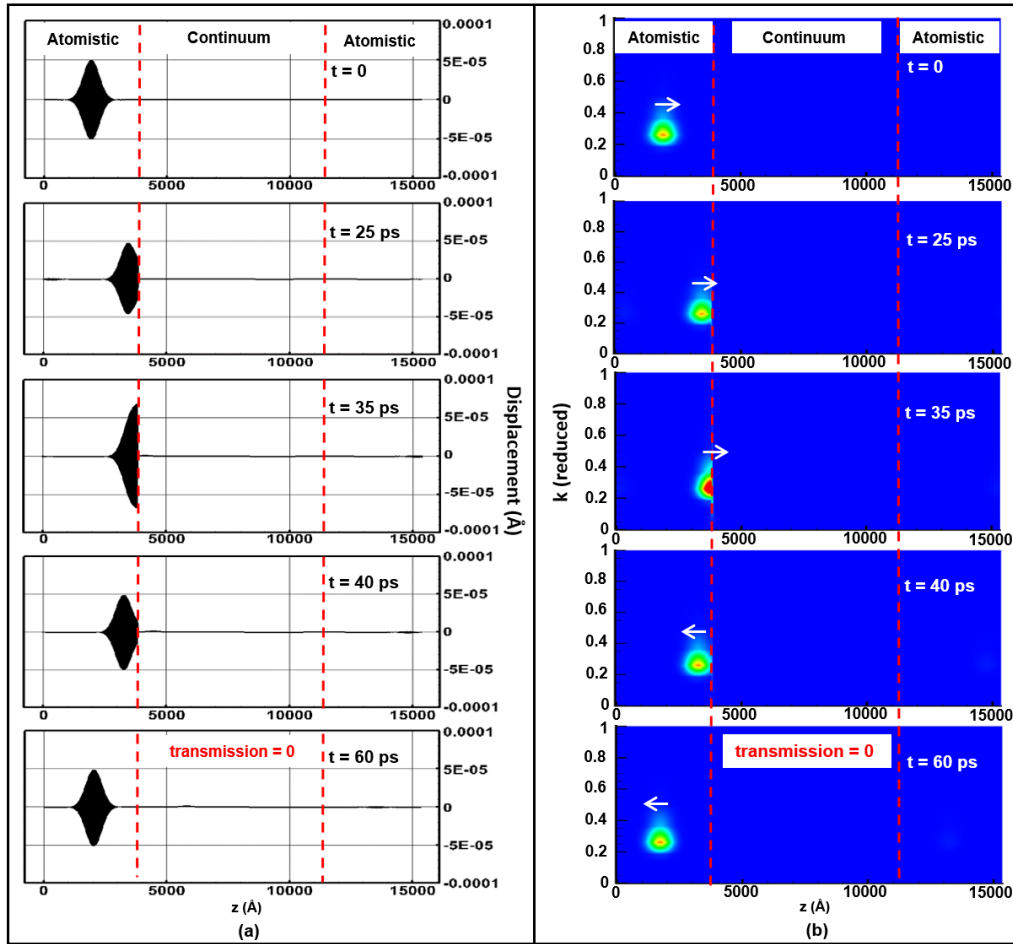 Atomistic Continuum Atomistic
t = 0
0.0001
5E-05
0
-5E-05
-0.0001
0 5000 10000 15000
t = 25 ps
0.0001
5E-05
0
-5E-05
-0.0001
0 5000 10000 15000
t = 35 ps
0.0001
5E-05
0
-5E-05
-0.0001
0 5000 10000 15000
Displacement (Å)
t = 40 ps
0.0001
5E-05
0
-5E-05
-0.0001
0 5000 10000 15000
transmission = 0
t = 60 ps
0.0001
5E-05
0
-5E-05
-0.0001
0 5000 10000 15000
z (Å)
(a)
Atomistic Continuum Atomistic
t = 0
1
0.8
0.6
0.4
0.2
0
0 5000 10000 15000
t = 25 ps
1
0.8
0.6
0.4
0.2
0
0 5000 10000 15000
t = 35 ps
1
0.8
0.6
0.4
0.2
0
0 5000 10000 15000
k (reduced)
t = 40 ps
1
0.8
0.6
0.4
0.2
0
0 5000 10000 15000
transmission = 0
t = 60 ps
1
0.8
0.6
0.4
0.2
0
0 5000 10000 15000
z (Å)
(b)